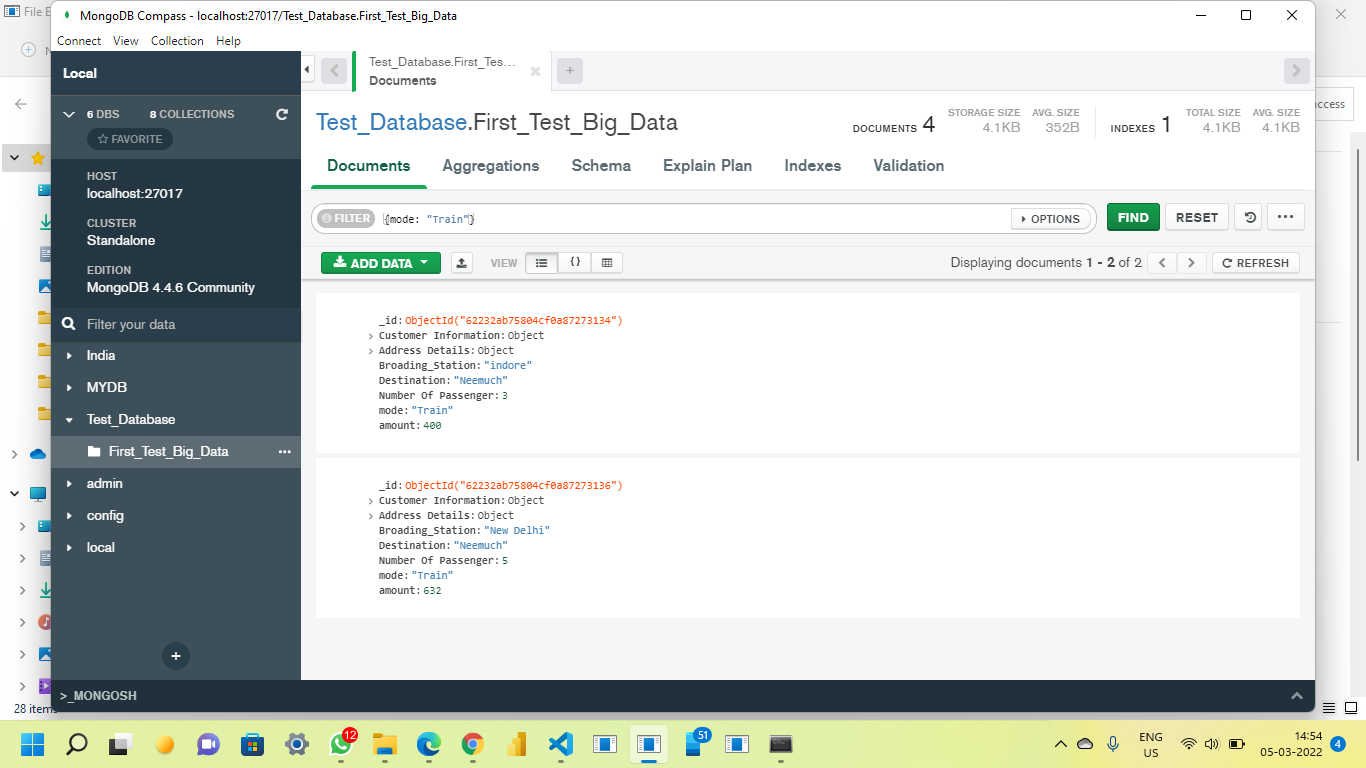 File E
MongoDB Compass - localhost:27017/Test_Database.First_Test_Big_Data
Connect View Collection Help
Local
6 DBS 8 COLLECTIONS
FAVORITE
HOST
localhost:27017
CLUSTER
Standalone
EDITION
MongoDB 4.4.6 Community
Filter your data
India
MYDB
Test_Database
First_Test_Big_Data
admin
config
local
Test_Database.First_Tes...
Documents
Test_Database.First_Test_Big_Data
DOCUMENTS 4
STORAGE SIZE
4.1KB
AVG. SIZE
352B
INDEXES 1
TOTAL SIZE
4.1KB
AVG. SIZE
4.1KB
Documents Aggregations Schema Explain Plan Indexes Validation
FILTER {mode: "Train"} OPTIONS FIND RESET
ADD DATA VIEW {} Displaying documents 1 - 2 of 2 REFRESH
_id: ObjectId("62232ab75804cf0a87273134")
Customer Information: Object
Address Details: Object
Broading_Station: "indore"
Destination: "Neemuch"
Number Of Passenger: 3
mode: "Train"
amount: 400
_id: ObjectId("62232ab75804cf0a87273136")
Customer Information: Object
Address Details: Object
Broading_Station: "New Delhi"
Destination: "Neemuch"
Number Of Passenger: 5
mode: "Train"
amount: 632
>_MONGOSH
28 items
12
51
ENG
US
14:54
05-03-2022
4